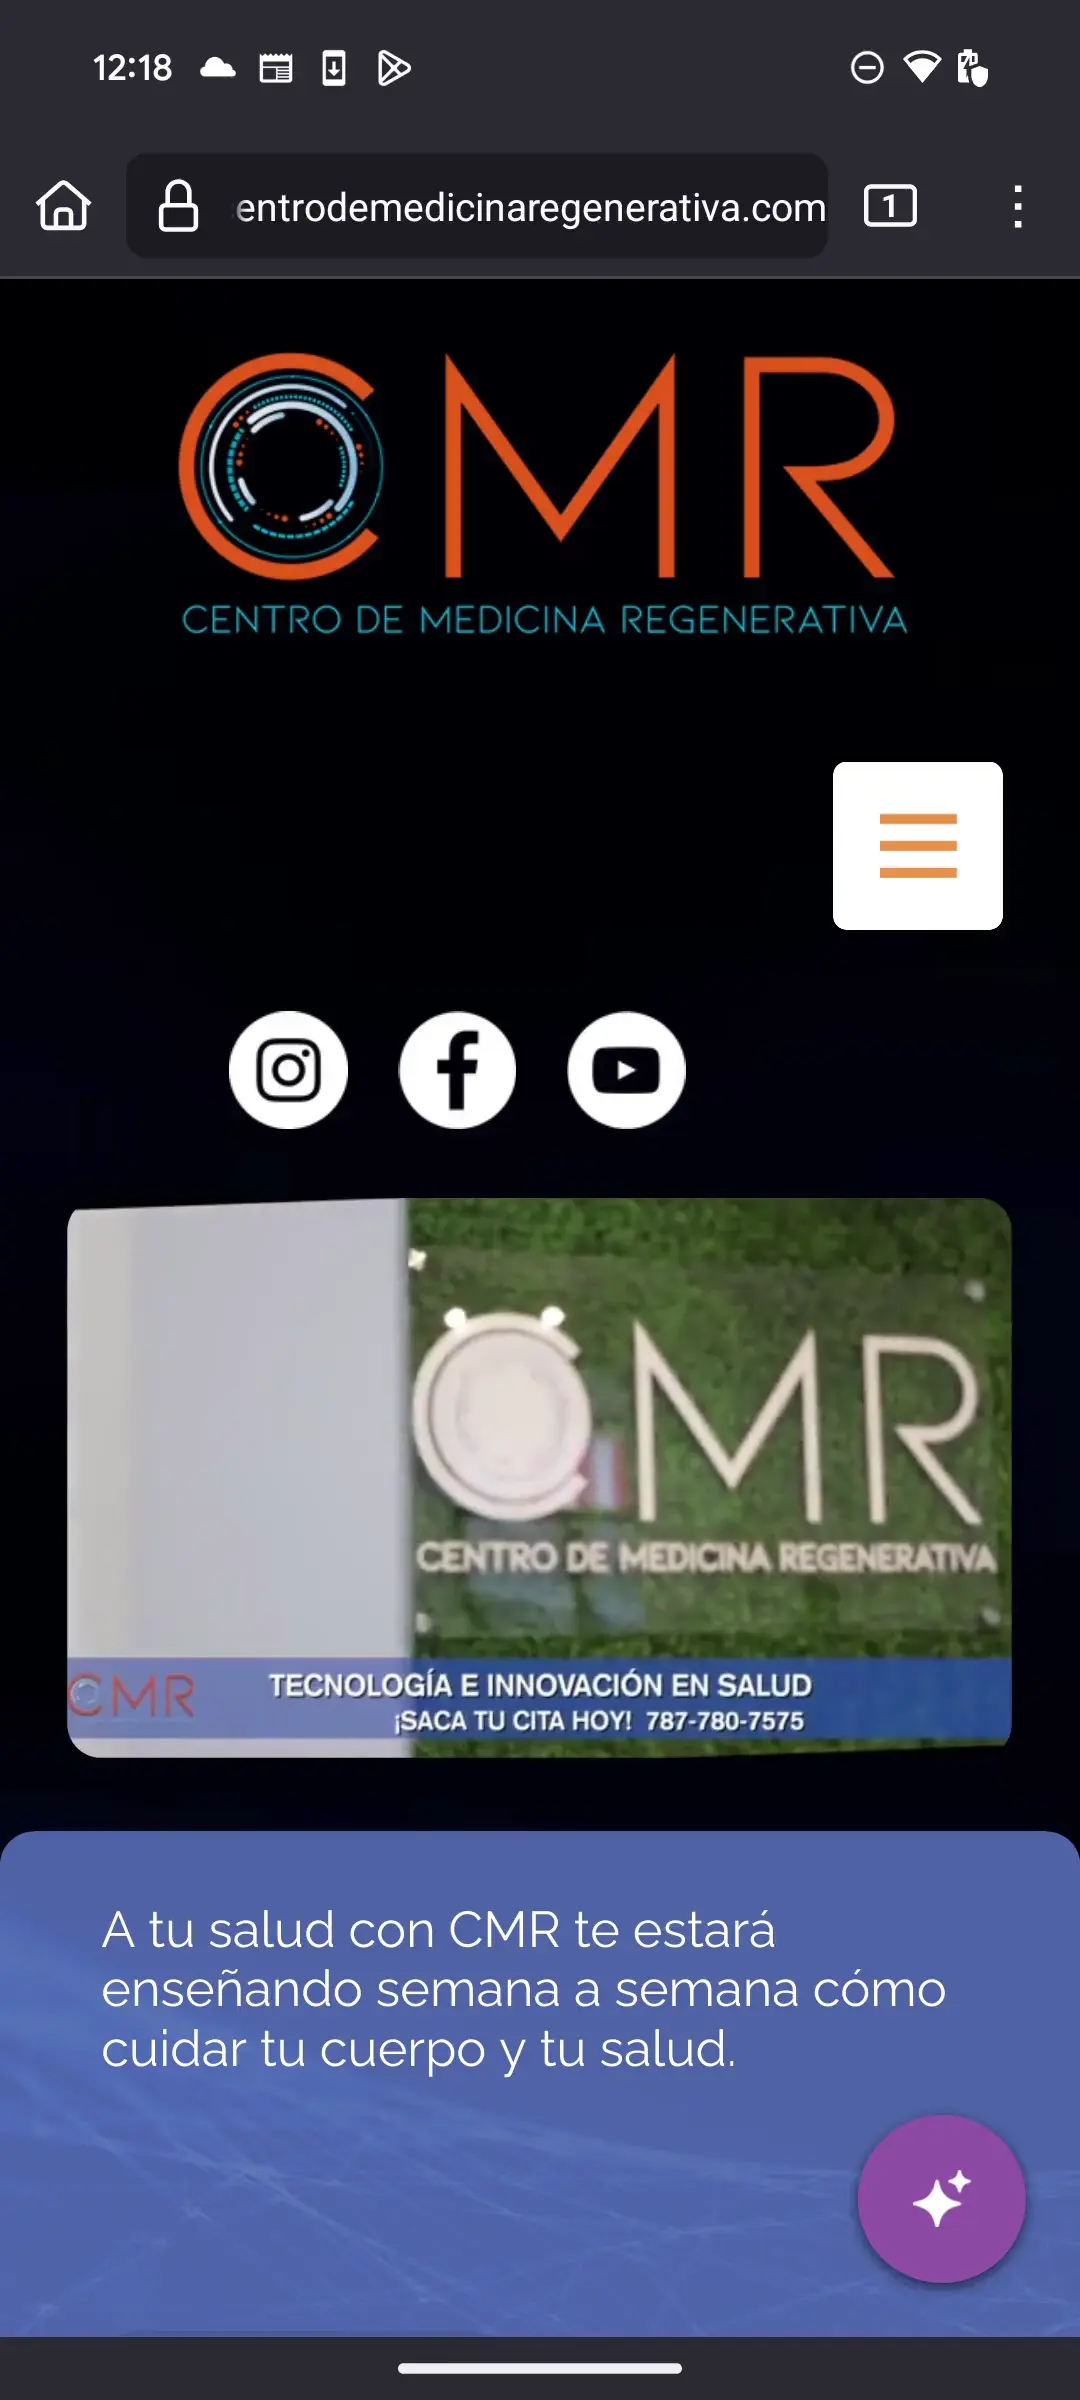 12:18
entrodemedicinaregenerativa.com
1
CMR
CENTRO DE MEDICINA REGENERATIVA
CMR
CENTRO DE MEDICINA REGENERATIVA
CMR
TECNOLOGÍA E INNOVACIÓN EN SALUD
¡SACA TU CITA HOY! 787-780-7575
A tu salud con CMR te estará
enseñando semana a semana cómo
cuidar tu cuerpo y tu salud.